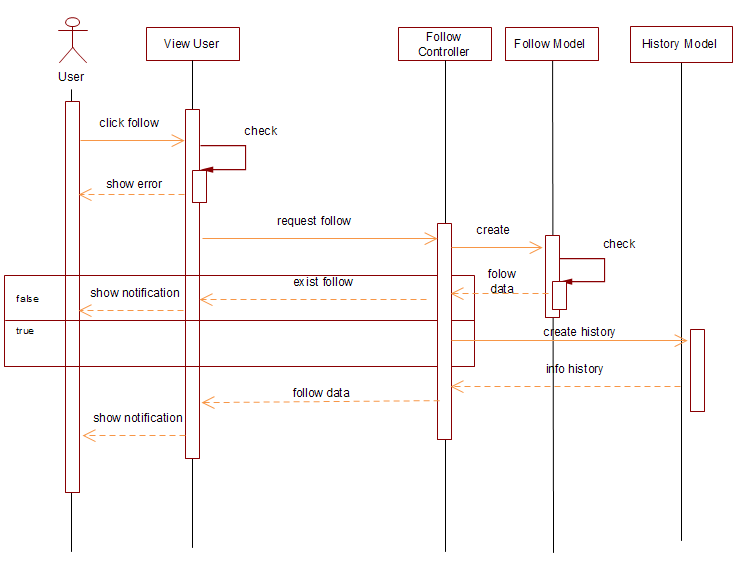 User
View User
Follow
Controller
Follow Model
History Model
click follow
check
show error
request follow
create
check
exist follow
folow
data
false
show notification
true
create history
info history
follow data
show notification